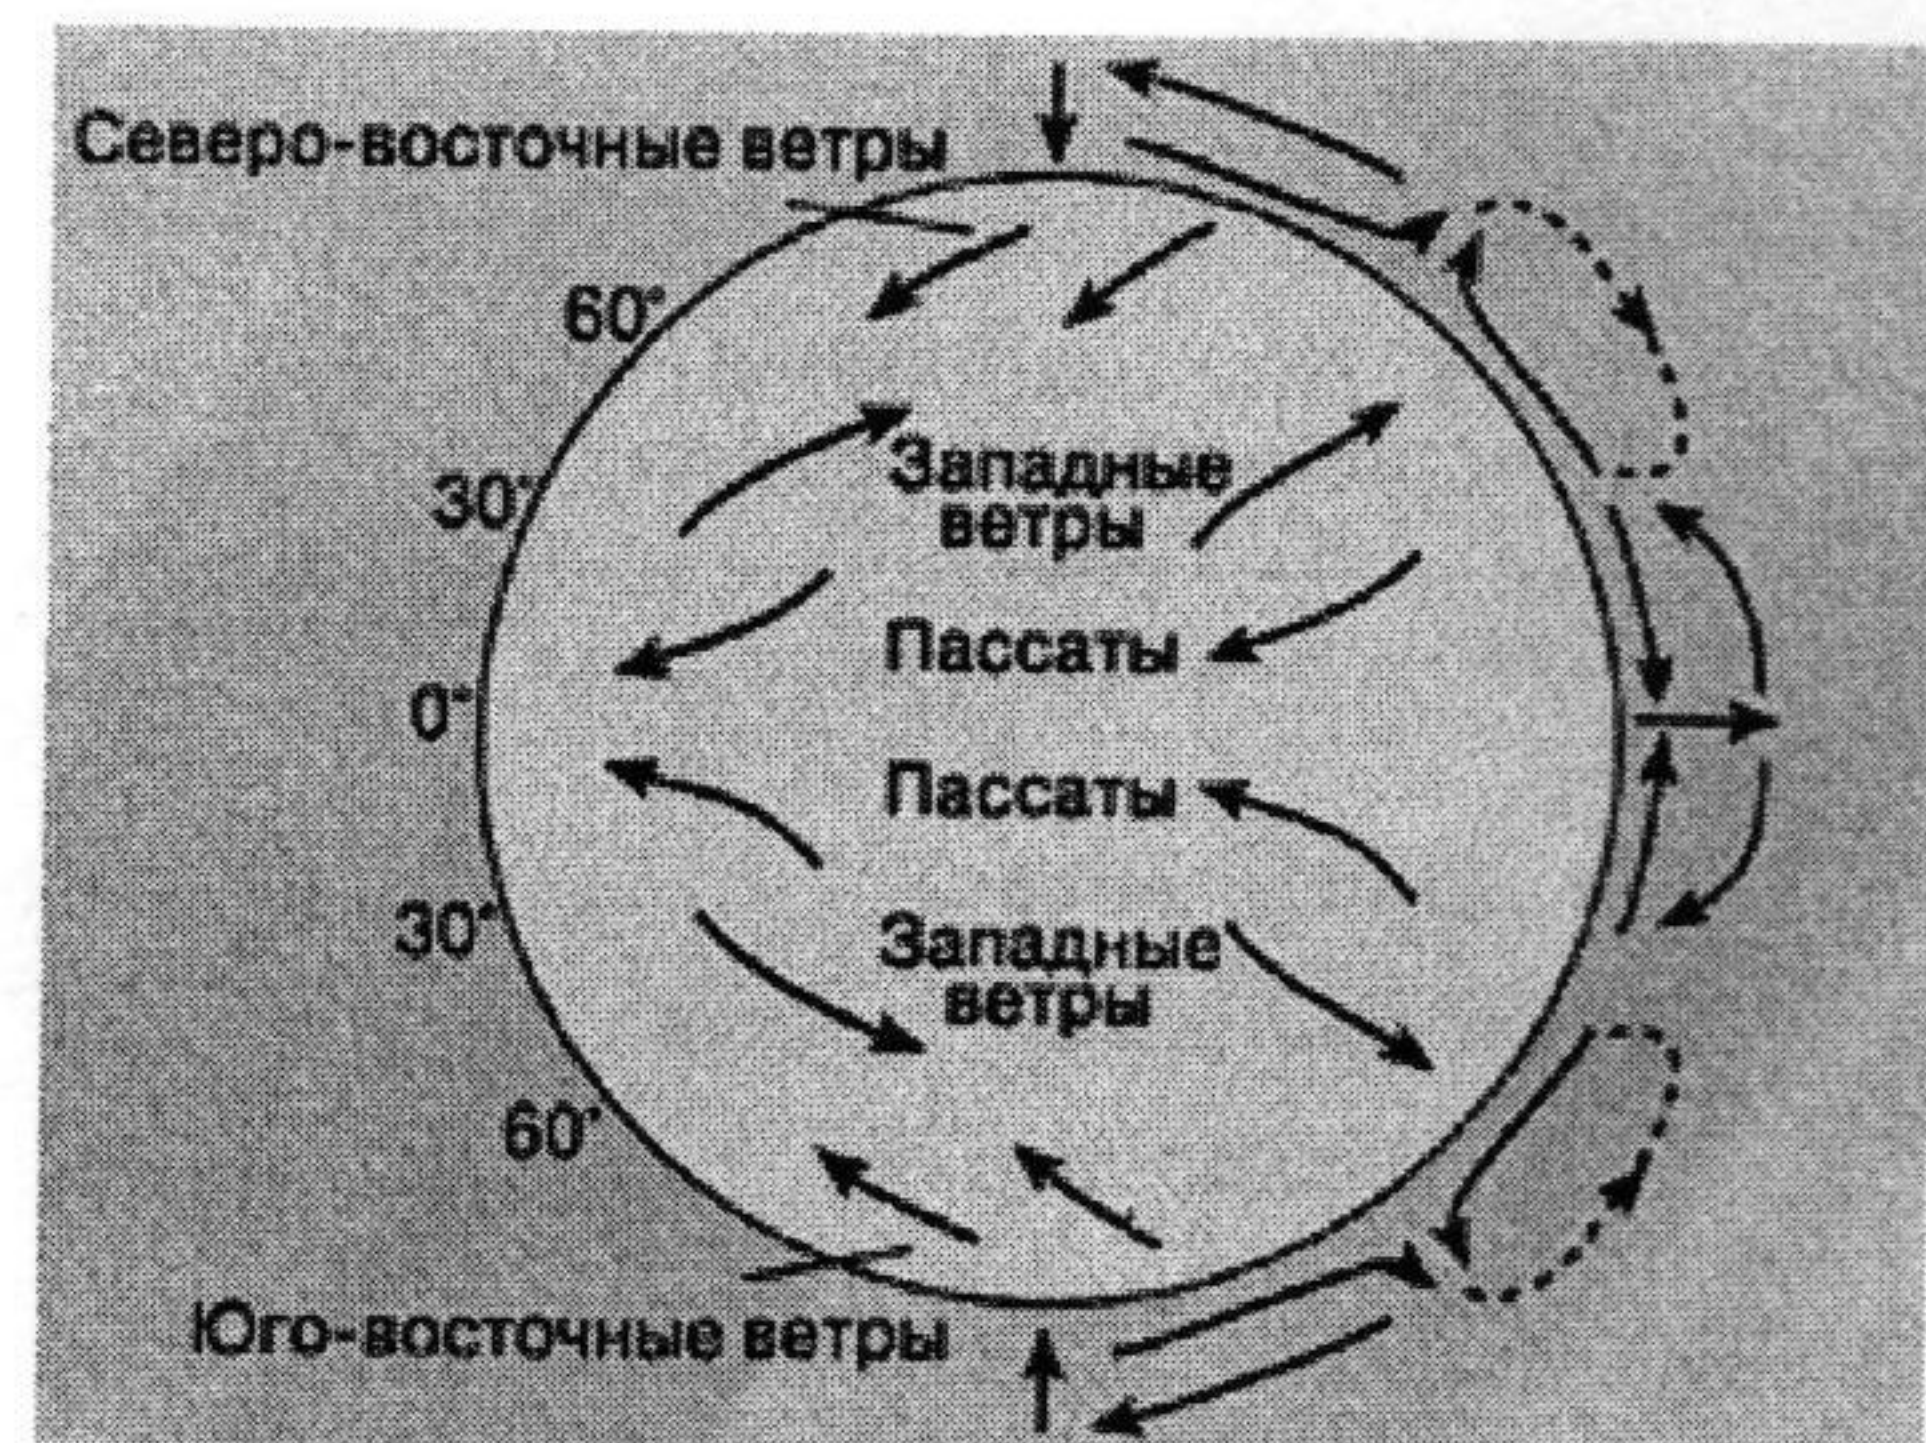 Северо-восточные ветры
60°
30°
Западные
ветры
Пассаты
0°
Пассаты
30°
Западные
ветры
60°
Юго-восточные ветры